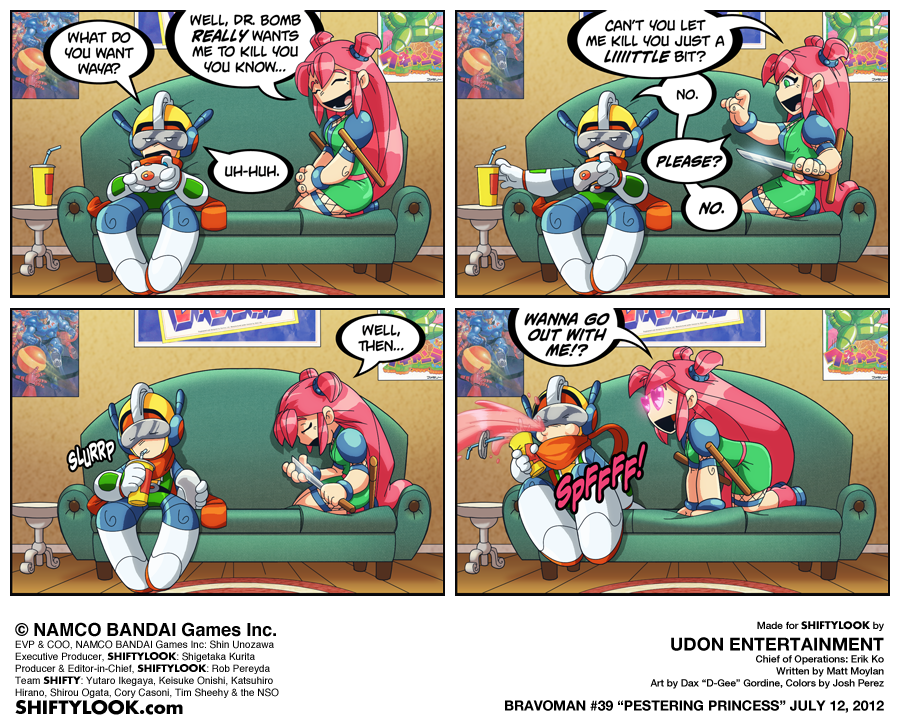 WHAT DO
YOU WANT
WAYA?
WELL, DR. BOMB
REALLY WANTS
ME TO KILL YOU
YOU KNOW...
UH-HUH.
CAN'T YOU LET
ME KILL YOU JUST A
LIIIITTLE BIT?
NO.
PLEASE?
NO.
SLURRP
WELL,
THEN...
WANNA GO
OUT WITH
ME!?
SPFFFF!
© NAMCO BANDAI Games Inc.
EVP & COO, NAMCO BANDAI Games Inc: Shin Unozawa
Executive Producer, SHIFTYLOOK: Shigetaka Kurita
Producer & Editor-in-Chief, SHIFTYLOOK: Rob Pereyda
Team SHIFTY: Yutaro Ikegaya, Keisuke Onishi, Katsuhiro
Hirano, Shirou Ogata, Cory Casoni, Tim Sheehy & the NSO
SHIFTYLOOK.com
Made for SHIFTYLOOK by
UDON ENTERTAINMENT
Chief of Operations: Erik Ko
Written by Matt Moylan
Art by Dax "D-Gee" Gordine, Colors by Josh Perez
BRAVOMAN #39 "PESTERING PRINCESS" JULY 12, 2012